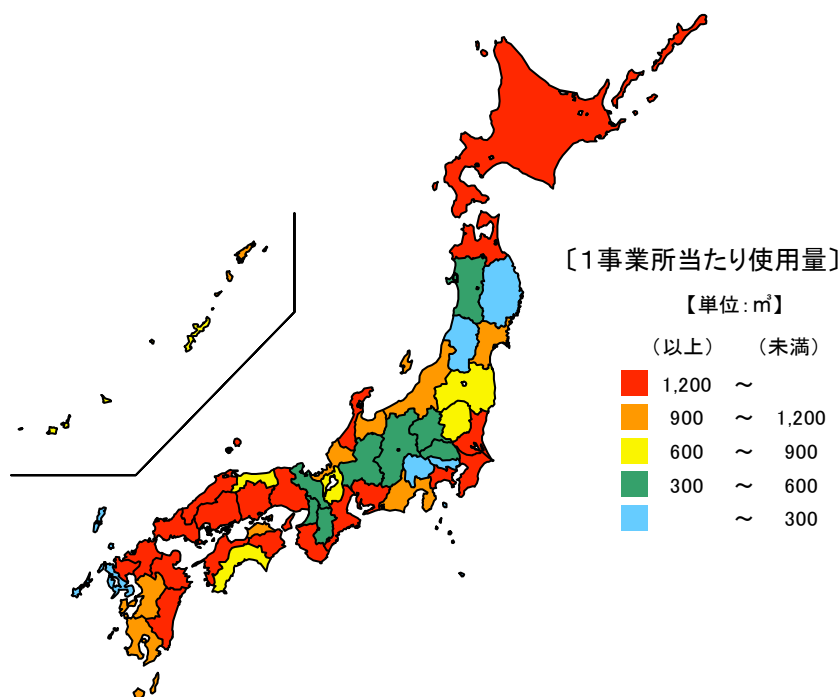 〔1事業所当たり使用量〕
【単位:㎥】
(以上) (未満)
1,200 ～
900 ～ 1,200
600 ～ 900
300 ～ 600
～ 300